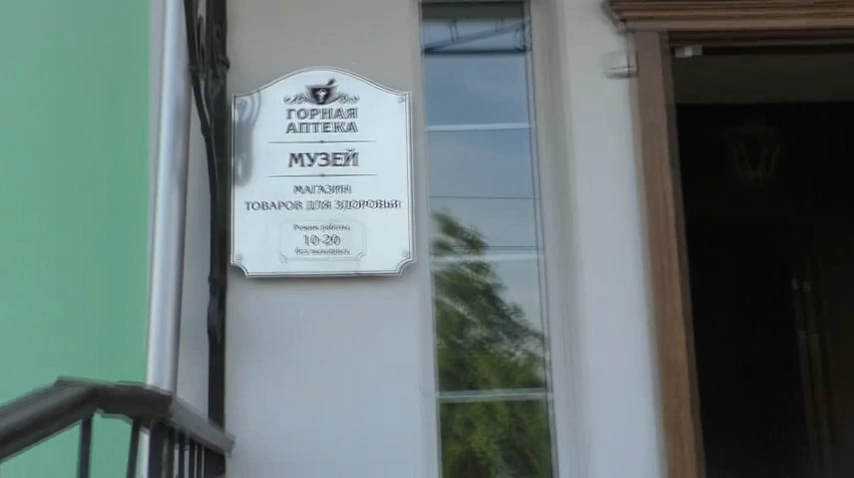 ГОРНАЯ
АПТЕКА
МУЗЕЙ
МАГАЗИН
ТОВАРОВ ДЛЯ ЗДОРОВЬЯ
Режим работы:
10-20